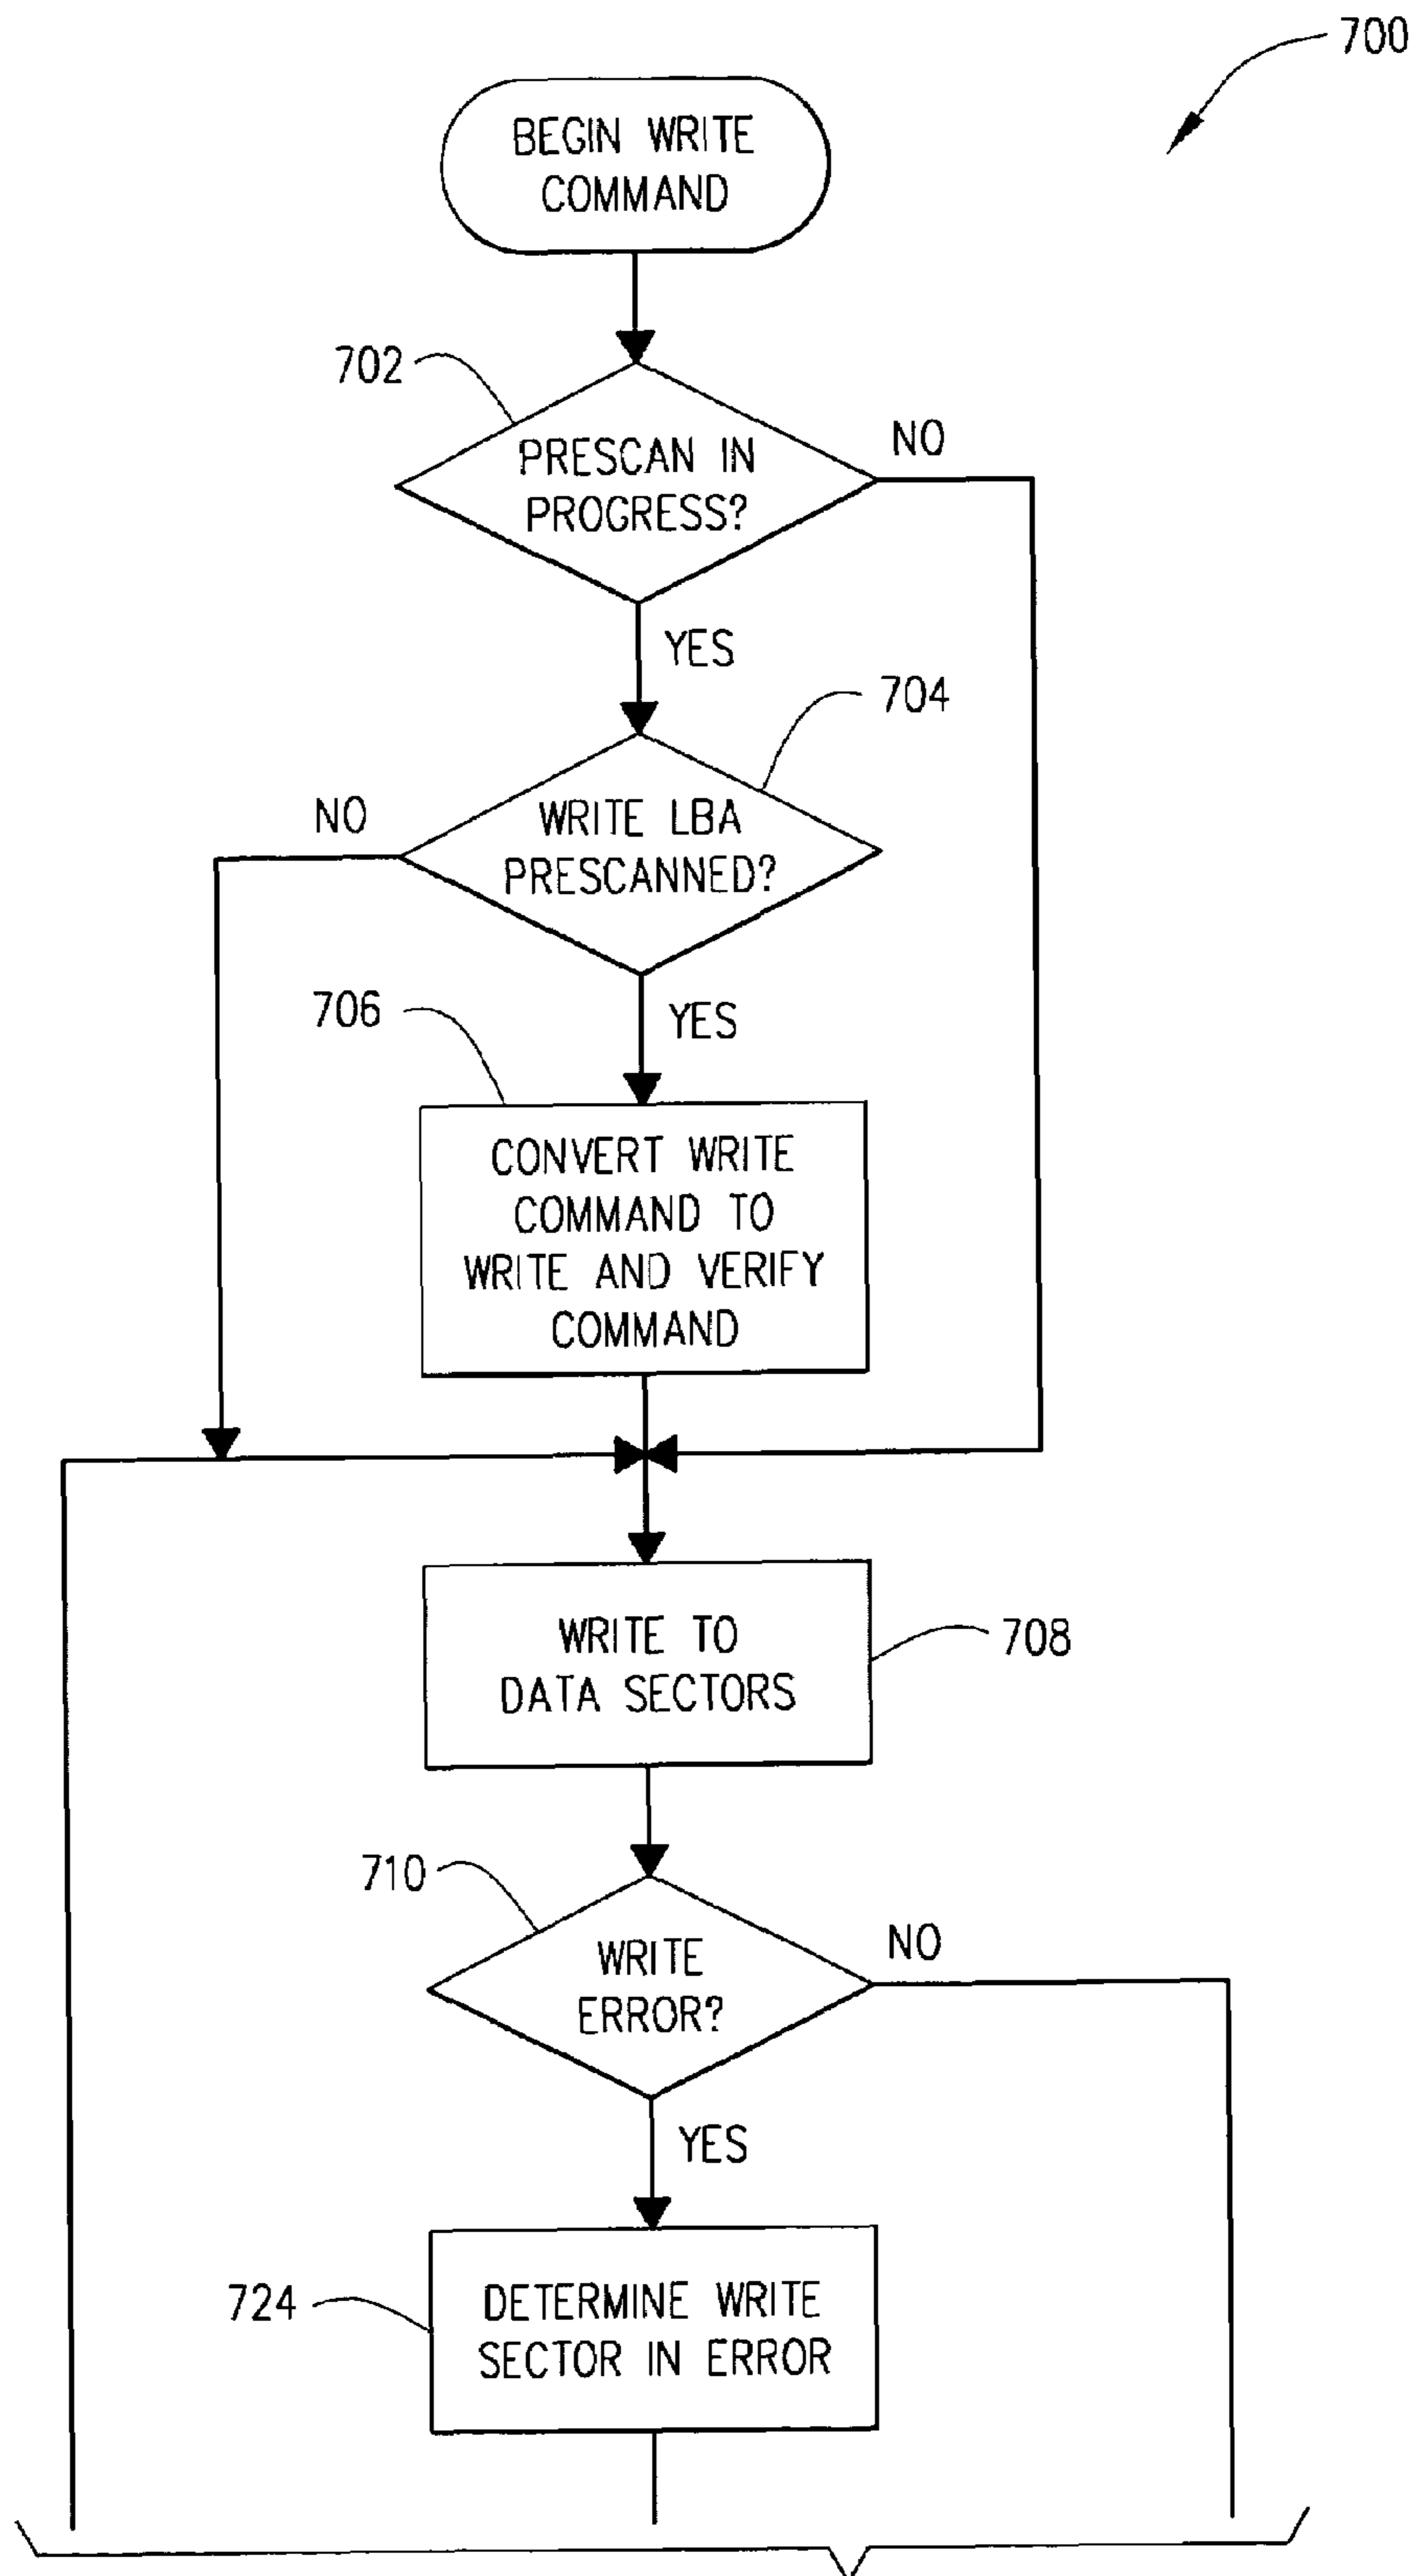 700
BEGIN WRITE
COMMAND
702
PRESCAN IN
PROGRESS?
NO
YES
704
NO
WRITE LBA
PRESCANNED?
706
YES
CONVERT WRITE
COMMAND TO
WRITE AND VERIFY
COMMAND
WRITE TO
DATA SECTORS
708
710
NO
WRITE
ERROR?
YES
724
DETERMINE WRITE
SECTOR IN ERROR